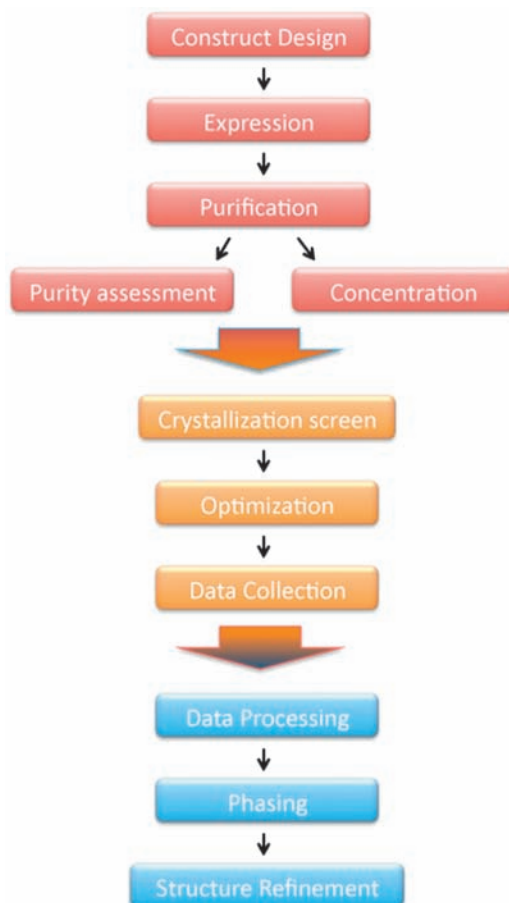 Construct Design
Expression
Purification
Purity assessment
Concentration
Crystallization screen
Optimization
Data Collection
Data Processing
Phasing
Structure Refinement